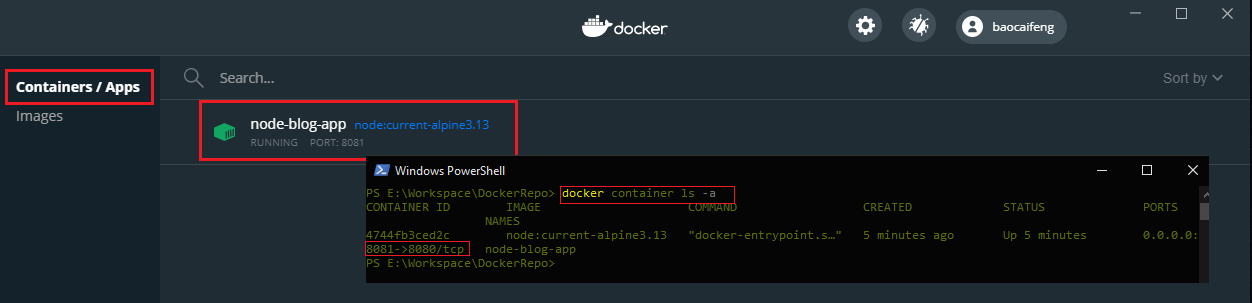 docker
baocaifeng
Containers / Apps
Images
Search...
Sort by
node-blog-app node:current-alpine3.13
RUNNING PORT: 8081
Windows PowerShell
PS E:\Workspace\DockerRepo> docker container ls -a
CONTAINER ID IMAGE COMMAND CREATED STATUS PORTS
NAMES
4744fb3ced2c node:current-alpine3.13 "docker-entrypoint.s…" 5 minutes ago Up 5 minutes 0.0.0.0:
8081->8080/tcp node-blog-app
PS E:\Workspace\DockerRepo>